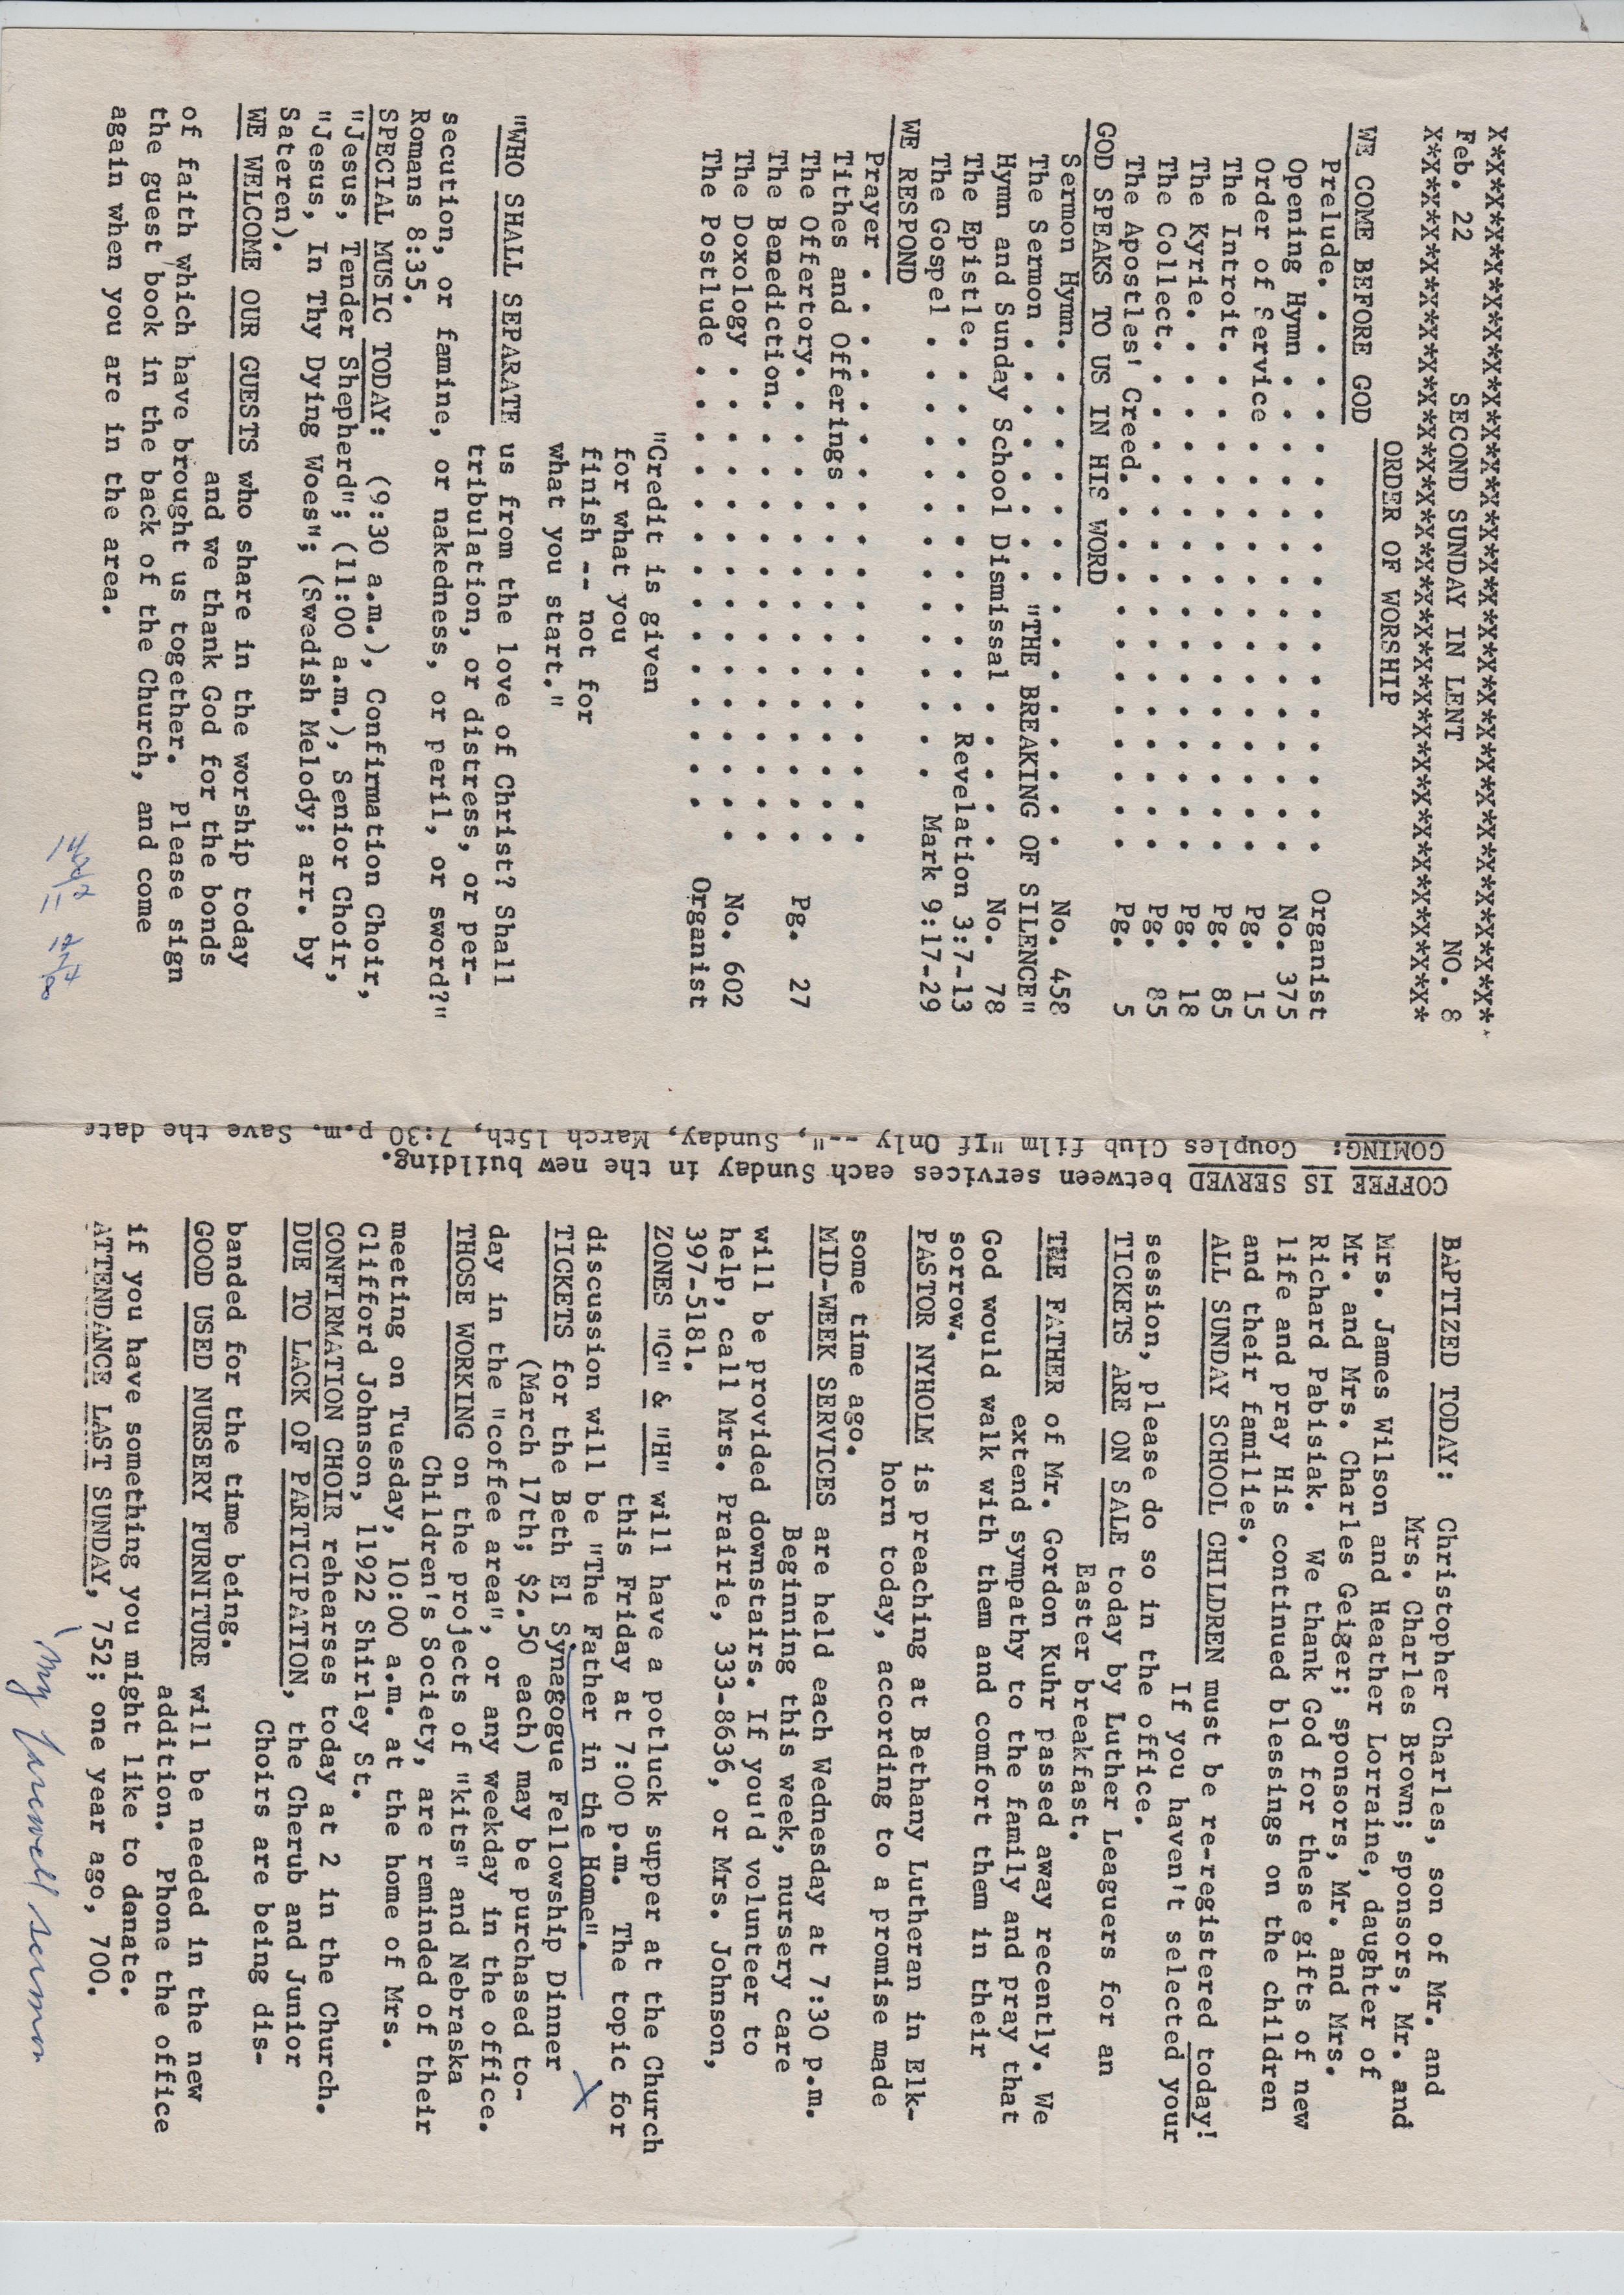 X*X*X*X*X*X*X*X*X*X*X*X*X*X*X*X*X*X*X*X*X*X*X*X*X*X*
Feb. 22 SECOND SUNDAY IN LENT NO. 8
X*X*X*X*X*X*X*X*X*X*X*X*X*X*X*X*X*X*X*X*X*X*X*X*X*X*
ORDER OF WORSHIP
WE COME BEFORE GOD
Prelude. . . . . . . . . . . . . . . . . . Organist
Opening Hymn . . . . . . . . . . . . . . . No. 375
Order of Service . . . . . . . . . . . . . Pg. 15
The Introit. . . . . . . . . . . . . . . . Pg. 85
The Kyrie. . . . . . . . . . . . . . . . . Pg. 18
The Collect. . . . . . . . . . . . . . . . Pg. 85
The Apostles' Creed. . . . . . . . . . . . Pg. 5
GOD SPEAKS TO US IN HIS WORD
Sermon Hymn. . . . . . . . . . . . . . . . No. 458
The Sermon . . . . . "THE BREAKING OF SILENCE"
Hymn and Sunday School Dismissal . . . . . No. 78
The Epistle. . . . . . . . . . Revelation 3:7-13
The Gospel . . . . . . . . . . . . Mark 9:17-29
WE RESPOND
Prayer . . . . . . . . . . . . . . . . . .
Tithes and Offerings . . . . . . . . . . .
The Offertory. . . . . . . . . . . . . . . Pg. 27
The Benediction. . . . . . . . . . . . . .
The Doxology . . . . . . . . . . . . . . . No. 602
The Postlude . . . . . . . . . . . . . . Organist
"Credit is given
for what you
finish -- not for
what you start."
"WHO SHALL SEPARATE us from the love of Christ? Shall
tribulation, or distress, or per-
secution, or famine, or nakedness, or peril, or sword?"
Romans 8:35.
SPECIAL MUSIC TODAY: (9:30 a.m.), Confirmation Choir,
"Jesus, Tender Shepherd"; (11:00 a.m.), Senior Choir,
"Jesus, In Thy Dying Woes"; (Swedish Melody; arr. by
Sateren).
WE WELCOME OUR GUESTS who share in the worship today
and we thank God for the bonds
of faith which have brought us together. Please sign
the guest book in the back of the Church, and come
again when you are in the area.
COMING: Couples Club film "If Only --", Sunday, March 15th, 7:30 p.m. Save the date
COFFEE IS SERVED between services each Sunday in the new building.
BAPTIZED TODAY: Christopher Charles, son of Mr. and
Mrs. Charles Brown; sponsors, Mr. and
Mrs. James Wilson and Heather Lorraine, daughter of
Mr. and Mrs. Charles Geiger; sponsors, Mr. and Mrs.
Richard Pabisiak. We thank God for these gifts of new
life and pray His continued blessings on the children
and their families.
ALL SUNDAY SCHOOL CHILDREN must be re-registered today!
If you haven't selected your
session, please do so in the office.
TICKETS ARE ON SALE today by Luther Leaguers for an
Easter breakfast.
THE FATHER of Mr. Gordon Kuhr passed away recently. We
extend sympathy to the family and pray that
God would walk with them and comfort them in their
sorrow.
PASTOR NYHOLM is preaching at Bethany Lutheran in Elk-
horn today, according to a promise made
some time ago.
MID-WEEK SERVICES are held each Wednesday at 7:30 p.m.
Beginning this week, nursery care
will be provided downstairs. If you'd volunteer to
help, call Mrs. Prairie, 333-8636, or Mrs. Johnson,
397-5181.
ZONES "G" & "H" will have a potluck supper at the Church
this Friday at 7:00 p.m. The topic for
discussion will be "The Father in the Home".
TICKETS for the Beth El Synagogue Fellowship Dinner
(March 17th; $2.50 each) may be purchased to-
day in the "coffee area", or any weekday in the office.
THOSE WORKING on the projects of "kits" and Nebraska
Children's Society, are reminded of their
meeting on Tuesday, 10:00 a.m. at the home of Mrs.
Clifford Johnson, 11922 Shirley St.
CONFIRMATION CHOIR rehearses today at 2 in the Church.
DUE TO LACK OF PARTICIPATION, the Cherub and Junior
Choirs are being dis-
banded for the time being.
GOOD USED NURSERY FURNITURE will be needed in the new
addition. Phone the office
if you have something you might like to donate.
ATTENDANCE LAST SUNDAY, 752; one year ago, 700.
My farewell sermon